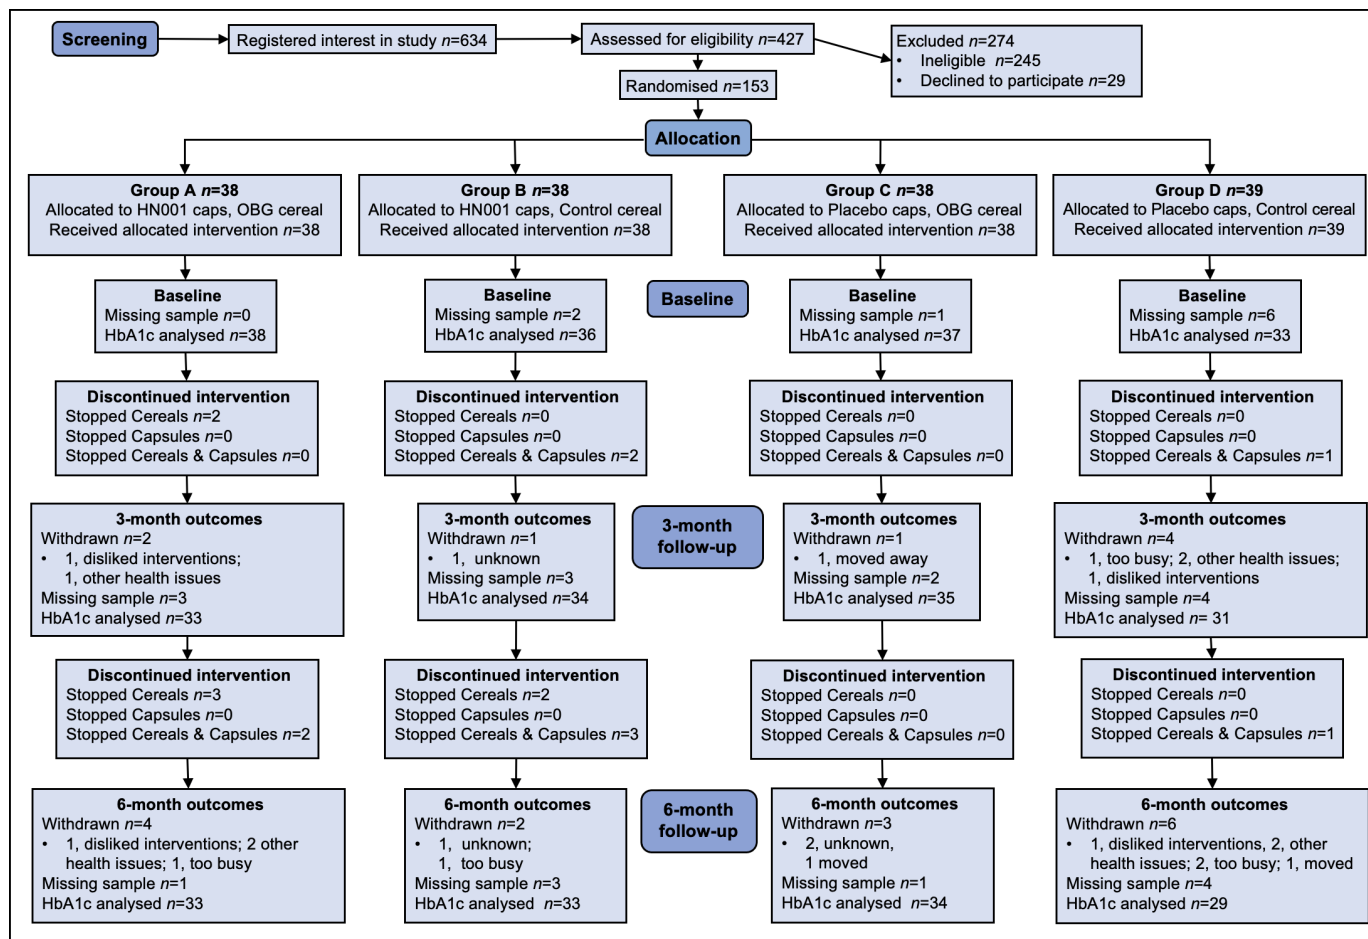 Screening
Registered interest in study n=634
Assessed for eligibility n=427
Excluded n=274
• Ineligible n=245
• Declined to participate n=29
Randomised n=153
Allocation
Group A n=38
Allocated to HN001 caps, OBG cereal
Received allocated intervention n=38
Group B n=38
Allocated to HN001 caps, Control cereal
Received allocated intervention n=38
Group C n=38
Allocated to Placebo caps, OBG cereal
Received allocated intervention n=38
Group D n=39
Allocated to Placebo caps, Control cereal
Received allocated intervention n=39
Baseline
Baseline
Missing sample n=0
HbA1c analysed n=38
Baseline
Missing sample n=2
HbA1c analysed n=36
Baseline
Missing sample n=1
HbA1c analysed n=37
Baseline
Missing sample n=6
HbA1c analysed n=33
Discontinued intervention
Stopped Cereals n=2
Stopped Capsules n=0
Stopped Cereals & Capsules n=0
Discontinued intervention
Stopped Cereals n=0
Stopped Capsules n=0
Stopped Cereals & Capsules n=2
Discontinued intervention
Stopped Cereals n=0
Stopped Capsules n=0
Stopped Cereals & Capsules n=0
Discontinued intervention
Stopped Cereals n=0
Stopped Capsules n=0
Stopped Cereals & Capsules n=1
3-month
follow-up
3-month outcomes
Withdrawn n=2
• 1, disliked interventions;
1, other health issues
Missing sample n=3
HbA1c analysed n=33
3-month outcomes
Withdrawn n=1
• 1, unknown
Missing sample n=3
HbA1c analysed n=34
3-month outcomes
Withdrawn n=1
• 1, moved away
Missing sample n=2
HbA1c analysed n=35
3-month outcomes
Withdrawn n=4
• 1, too busy; 2, other health issues;
1, disliked interventions
Missing sample n=4
HbA1c analysed n= 31
Discontinued intervention
Stopped Cereals n=3
Stopped Capsules n=0
Stopped Cereals & Capsules n=2
Discontinued intervention
Stopped Cereals n=2
Stopped Capsules n=0
Stopped Cereals & Capsules n=3
Discontinued intervention
Stopped Cereals n=0
Stopped Capsules n=0
Stopped Cereals & Capsules n=0
Discontinued intervention
Stopped Cereals n=0
Stopped Capsules n=0
Stopped Cereals & Capsules n=1
6-month
follow-up
6-month outcomes
Withdrawn n=4
• 1, disliked interventions; 2 other
health issues; 1, too busy
Missing sample n=1
HbA1c analysed n=33
6-month outcomes
Withdrawn n=2
• 1, unknown;
1, too busy
Missing sample n=3
HbA1c analysed n=33
6-month outcomes
Withdrawn n=3
• 2, unknown,
1 moved
Missing sample n=1
HbA1c analysed n=34
6-month outcomes
Withdrawn n=6
• 1, disliked interventions, 2, other
health issues; 2, too busy; 1, moved
Missing sample n=4
HbA1c analysed n=29